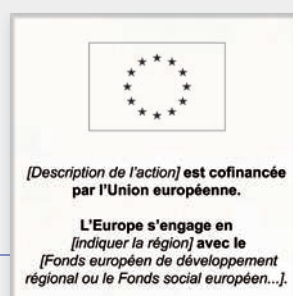 [Description de l'action] est cofinancée
par l'Union européenne.
L'Europe s'engage en
[indiquer la région] avec le
[Fonds européen de développement
régional ou le Fonds social européen...].